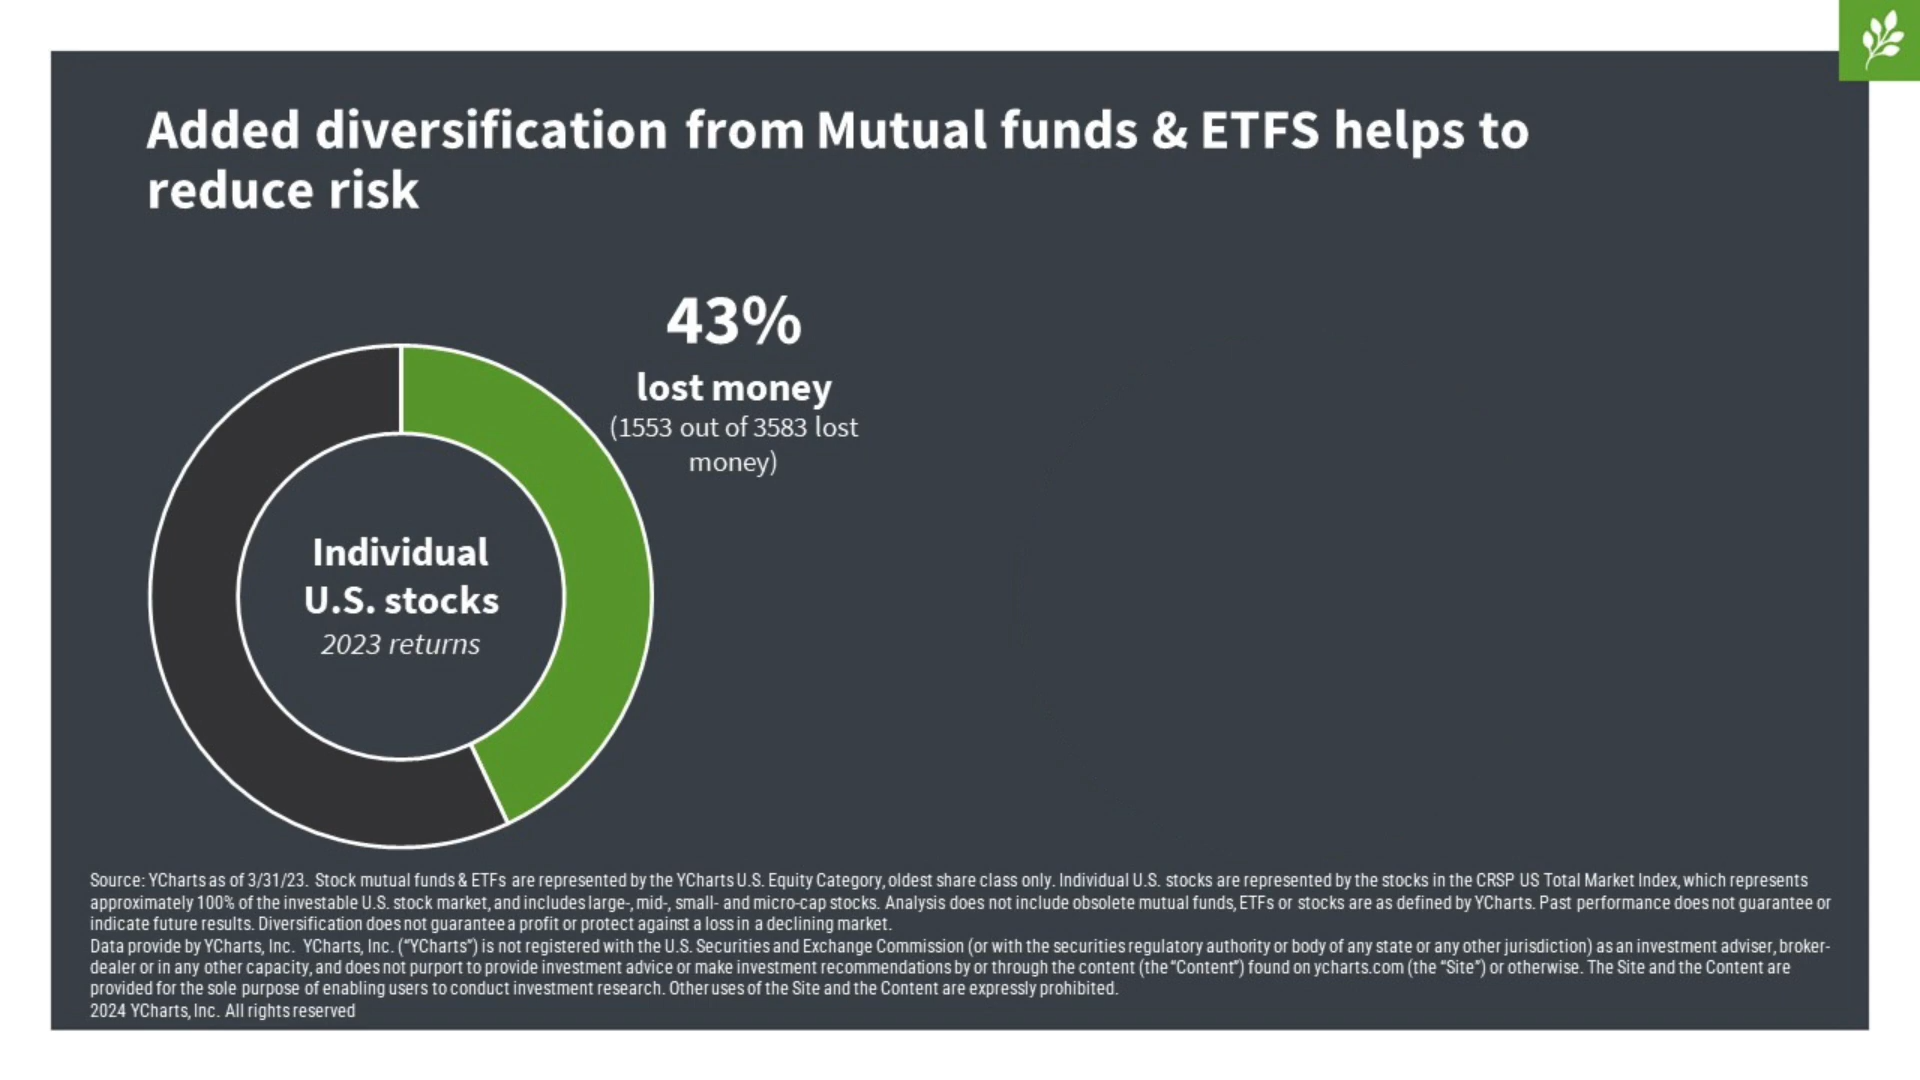 Added diversification from Mutual funds & ETFS helps to
reduce risk
43%
lost money
(1553 out of 3583 lost
money)
Individual
U.S. stocks
2023 returns
Source: YCharts as of 3/31/23. Stock mutual funds & ETFs are represented by the YCharts U.S. Equity Category, oldest share class only. Individual U.S. stocks are represented by the stocks in the CRSP US Total Market Index, which represents
approximately 100% of the investable U.S. stock market, and includes large-, mid-, small- and micro-cap stocks. Analysis does not include obsolete mutual funds, ETFs or stocks are as defined by YCharts. Past performance does not guarantee or
indicate future results. Diversification does not guarantee a profit or protect against a loss in a declining market.
Data provide by YCharts, Inc. YCharts, Inc. (“YCharts”) is not registered with the U.S. Securities and Exchange Commission (or with the securities regulatory authority or body of any state or any other jurisdiction) as an investment adviser, broker-
dealer or in any other capacity, and does not purport to provide investment advice or make investment recommendations by or through the content (the “Content”) found on ycharts.com (the “Site”) or otherwise. The Site and the Content are
provided for the sole purpose of enabling users to conduct investment research. Other uses of the Site and the Content are expressly prohibited.
2024 YCharts, Inc. All rights reserved